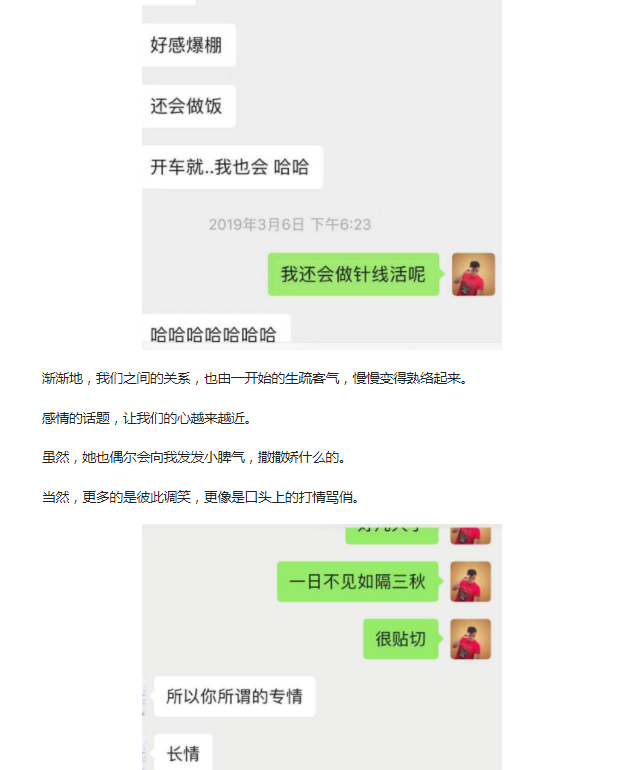 好感爆棚
还会做饭
开车就..我也会 哈哈
2019年3月6日 下午6:23
我还会做针线活呢
哈哈哈哈哈哈哈
渐渐地，我们之间的关系，也由一开始的生疏客气，慢慢变得熟络起来。
感情的话题，让我们的心越来越近。
虽然，她也偶尔会向我发发小脾气，撒撒娇什么的。
当然，更多的是彼此调笑，更像是口头上的打情骂俏。
一日不见如隔三秋
很贴切
所以你所谓的专情
长情